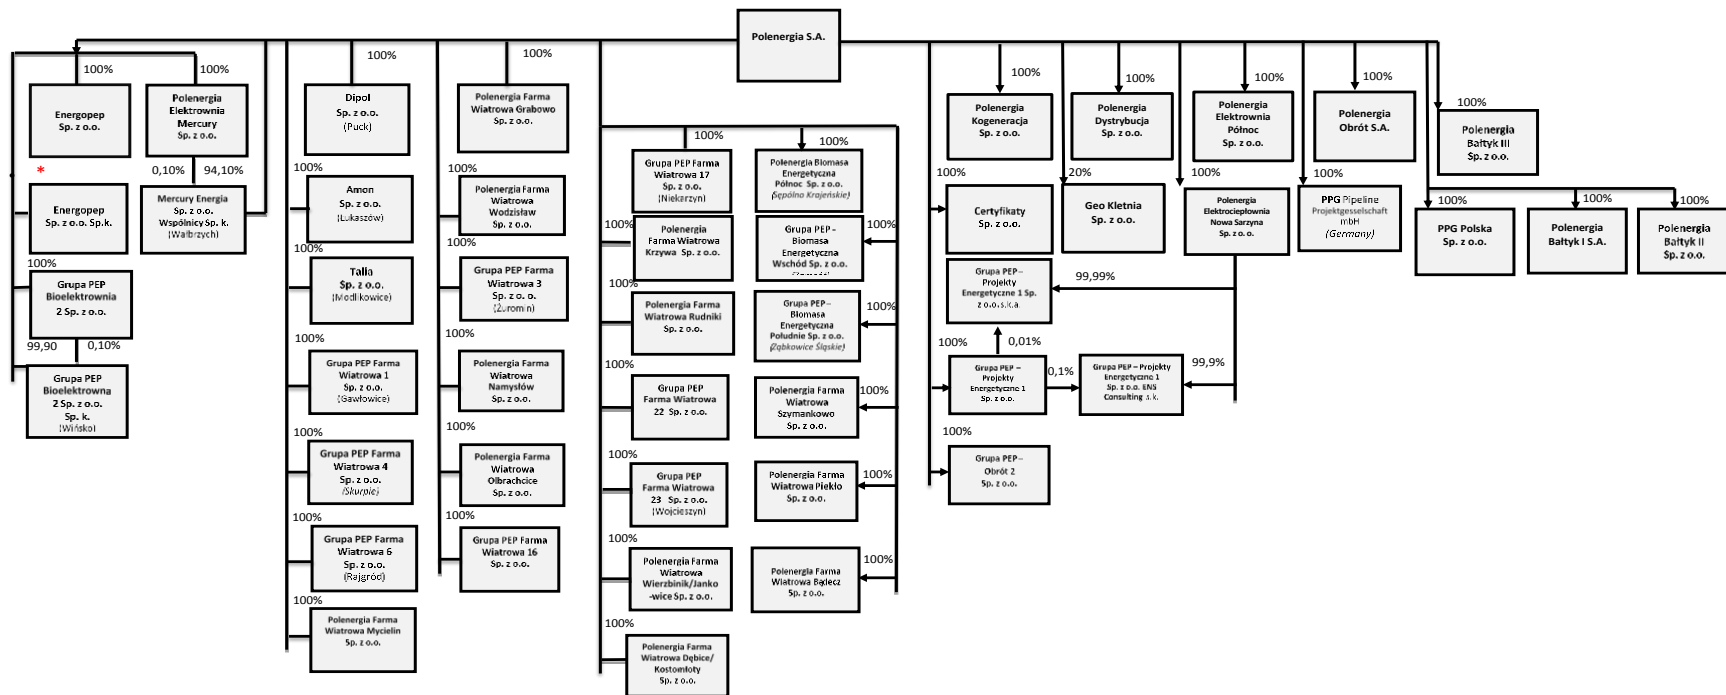 Polenergia S.A.
100%
Energopep
Sp. z o.o.
*
Energopep
Sp. z o.o. Sp.k.
100%
Grupa PEP
Bioelektrownia
2 Sp. z o.o.
99,90
0,10%
Grupa PEP
Bioelektrowna
2 Sp. z o.o.
Sp. k.
(Wińsko)
100%
Polenergia
Elektrownia
Mercury
Sp. z o.o.
0,10%
94,10%
Mercury Energia
Sp. z o.o.
Wspólnicy Sp. k.
(Wałbrzych)
100%
Dipol
Sp. z o.o.
(Puck)
100%
Amon
Sp. z o.o.
(Łukaszów)
100%
Talia
Sp. z o.o.
(Modlikowice)
100%
Grupa PEP Farma
Wiatrowa 1
Sp. z o.o.
(Gawłowice)
100%
Grupa PEP Farma
Wiatrowa 4
Sp. z o.o.
(Skurpie)
100%
Grupa PEP Farma
Wiatrowa 6
Sp. z o.o.
(Rajgród)
100%
Polenergia Farma
Wiatrowa Mycielin
Sp. z o.o.
100%
Polenergia Farma
Wiatrowa Grabowo
Sp. z o.o.
100%
Polenergia Farma
Wiatrowa
Wodzisław
Sp. z o.o.
100%
Grupa PEP Farma
Wiatrowa 3
Sp. z o. o.
(Żuromin)
100%
Polenergia Farma
Wiatrowa
Namysłów
Sp. z o.o.
100%
Polenergia Farma
Wiatrowa
Olbrachcice
Sp. z o.o.
100%
Grupa PEP Farma
Wiatrowa 16
Sp. z o.o.
100%
Grupa PEP Farma
Wiatrowa 17
Sp. z o.o.
(Niekarzyn)
100%
Polenergia
Farma Wiatrowa
Krzywa Sp. z o.o.
100%
Polenergia Farma
Wiatrowa Rudniki
Sp. z o.o.
100%
Grupa PEP
Farma Wiatrowa
22 Sp. z o.o.
100%
Grupa PEP
Farma Wiatrowa
23 Sp. z o.o.
(Wojcieszyn)
100%
Polenergia Farma
Wiatrowa
Wierzbinik/Janko
-wice Sp. z o.o.
100%
Polenergia Farma
Wiatrowa Dębice/
Kostomłoty
Sp. z o.o.
100%
Polenergia Biomasa
Energetyczna
Północ Sp. z o.o.
(Sępólno Krajeńskie)
100%
Grupa PEP –
Biomasa
Energetyczna
Wschód Sp. z o.o.
100%
Grupa PEP–
Biomasa
Energetyczna
Południe Sp. z o.o.
(Ząbkowice Śląskie)
100%
Polenergia Farma
Wiatrowa
Szymankowo
Sp. z o.o.
100%
Polenergia Farma
Wiatrowa Piekło
Sp. z o.o.
100%
Polenergia Farma
Wiatrowa Bądecz
Sp. z o.o.
100%
Polenergia
Kogeneracja
Sp. z o.o.
100%
Certyfikaty
Sp. z o.o.
Grupa PEP–
Projekty
Energetyczne 1 Sp.
z o.o. s.k.a.
99,99%
100%
0,01%
Grupa PEP –
Projekty
Energetyczne 1
Sp. z o.o.
0,1%
Grupa PEP – Projekty
Energetyczne 1
Sp. z o.o. ENS
Consulting s.k.
99,9%
100%
Grupa PEP–
Obrót 2
Sp. z o.o.
100%
Polenergia
Dystrybucja
Sp. z o.o.
20%
Geo Kletnia
Sp. z o.o.
100%
Polenergia
Elektrownia
Północ
Sp. z o.o.
100%
Polenergia
Elektrociepłownia
Nowa Sarzyna
Sp. z o.o.
100%
Polenergia
Obrót S.A.
100%
PPG Pipeline
Projektgesselschaft
mbH
(Germany)
100%
Polenergia
Bałtyk III
Sp. z o.o.
100%
PPG Polska
Sp. z o.o.
Polenergia
Bałtyk I S.A.
Polenergia
Bałtyk II
Sp. z o.o.